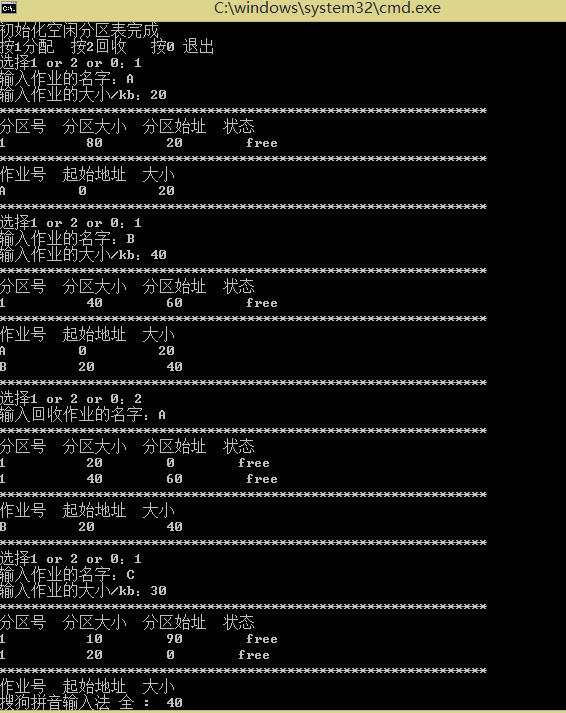 C:\windows\system32\cmd.exe
初始化空闲分区表完成
按1分配 按2回收 按0 退出
选择1 or 2 or 0：1
输入作业的名字：A
输入作业的大小/kb：20
*************************************************************
分区号 分区大小 分区始址 状态
1 80 20 free
*************************************************************
作业号 起始地址 大小
A 0 20
*************************************************************
选择1 or 2 or 0：1
输入作业的名字：B
输入作业的大小/kb：40
*************************************************************
分区号 分区大小 分区始址 状态
1 40 60 free
*************************************************************
作业号 起始地址 大小
A 0 20
B 20 40
*************************************************************
选择1 or 2 or 0：2
输入回收作业的名字：A
*************************************************************
分区号 分区大小 分区始址 状态
1 20 0 free
1 40 60 free
*************************************************************
作业号 起始地址 大小
B 20 40
*************************************************************
选择1 or 2 or 0：1
输入作业的名字：C
输入作业的大小/kb：30
*************************************************************
分区号 分区大小 分区始址 状态
1 10 90 free
1 20 0 free
*************************************************************
作业号 起始地址 大小
搜狗拼音输入法 全 ： 40